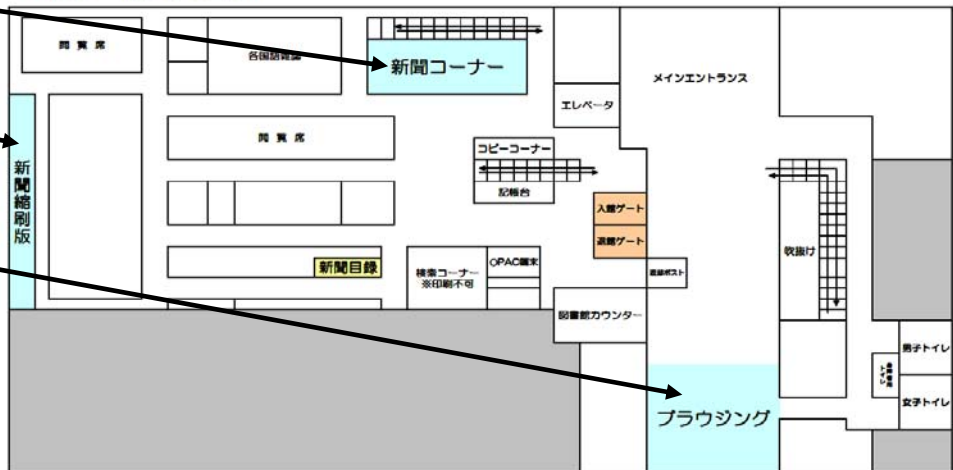 閲覧席
各国語雑誌
新聞コーナー
メインエントランス
エレベータ
閲覧席
コピーコーナー
記帳台
新聞縮刷版
入館ゲート
退館ゲート
吹抜け
新聞目録
検索コーナー
※印刷不可
OPAC端末
返却ポスト
図書館カウンター
男子トイレ
女子トイレ
ブラウジング